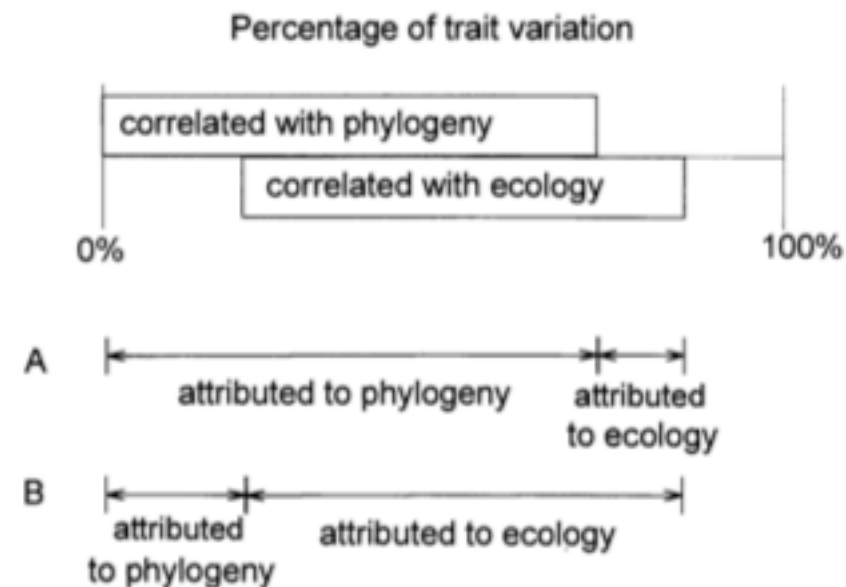 Percentage of trait variation
correlated with phylogeny
correlated with ecology
0%
100%
A
attributed to phylogeny
attributed
to ecology
B
attributed
to phylogeny
attributed to ecology